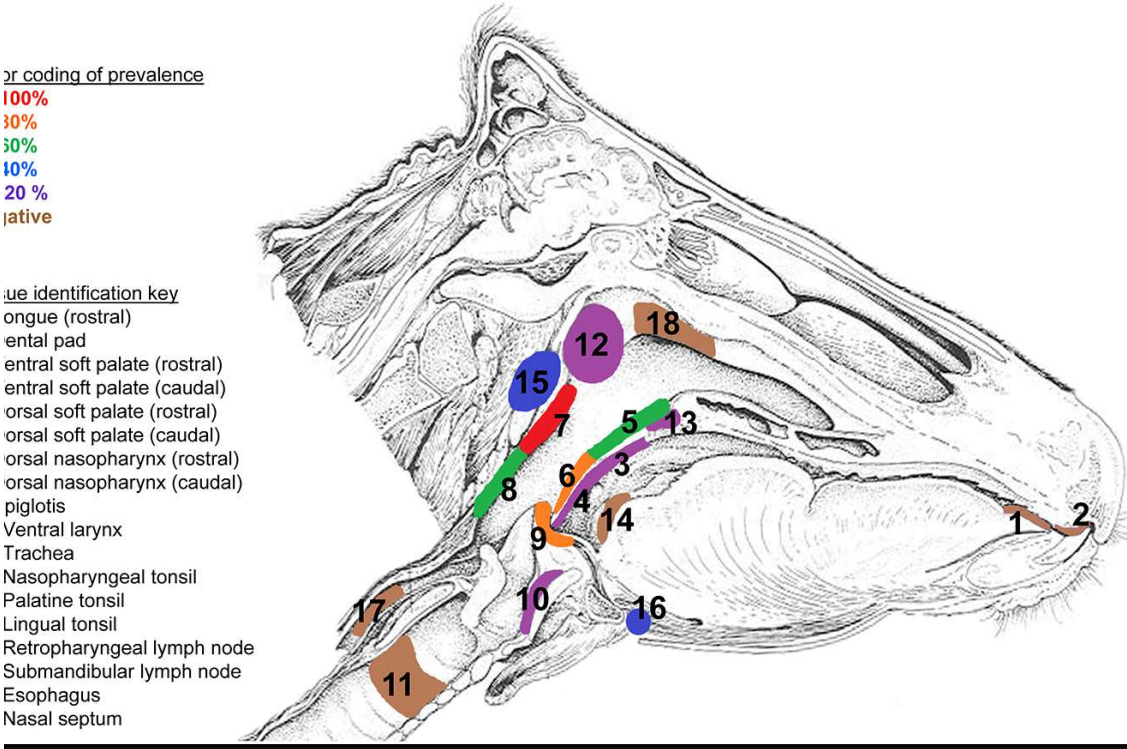 or coding of prevalence
100%
80%
60%
40%
20 %
gative
sue identification key
ongue (rostral)
ental pad
entral soft palate (rostral)
entral soft palate (caudal)
orsal soft palate (rostral)
orsal soft palate (caudal)
orsal nasopharynx (rostral)
orsal nasopharynx (caudal)
piglotis
Ventral larynx
Trachea
Nasopharyngeal tonsil
Palatine tonsil
Lingual tonsil
Retropharyngeal lymph node
Submandibular lymph node
Esophagus
Nasal septum
18
12
15
7
5
13
3
6
8
4
14
9
1
2
10
16
17
11